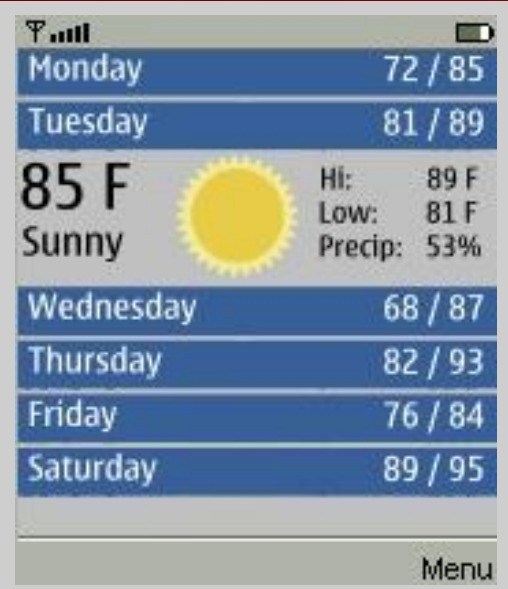 Monday 72 / 85
Tuesday 81 / 89
85 F
Sunny
Hi: 89 F
Low: 81 F
Precip: 53%
Wednesday 68 / 87
Thursday 82 / 93
Friday 76 / 84
Saturday 89 / 95
Menu